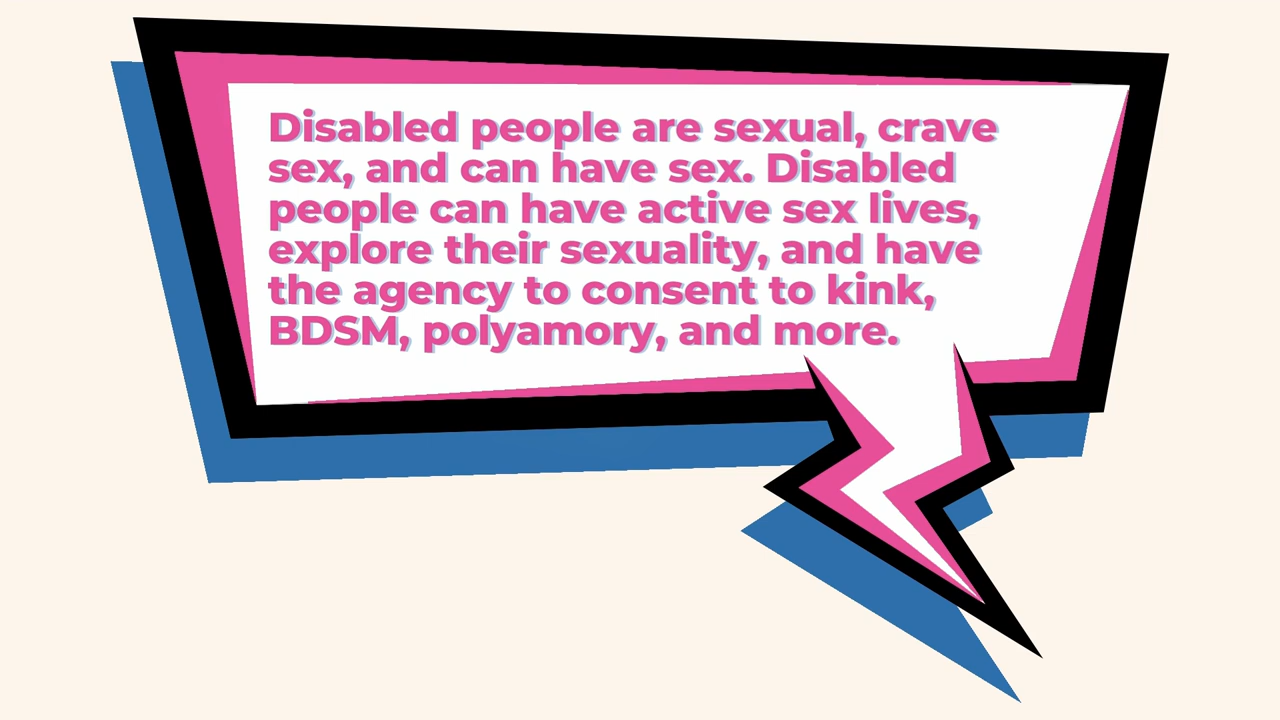 Disabled people are sexual, crave
sex, and can have sex. Disabled
people can have active sex lives,
explore their sexuality, and have
the agency to consent to kink,
BDSM, polyamory, and more.